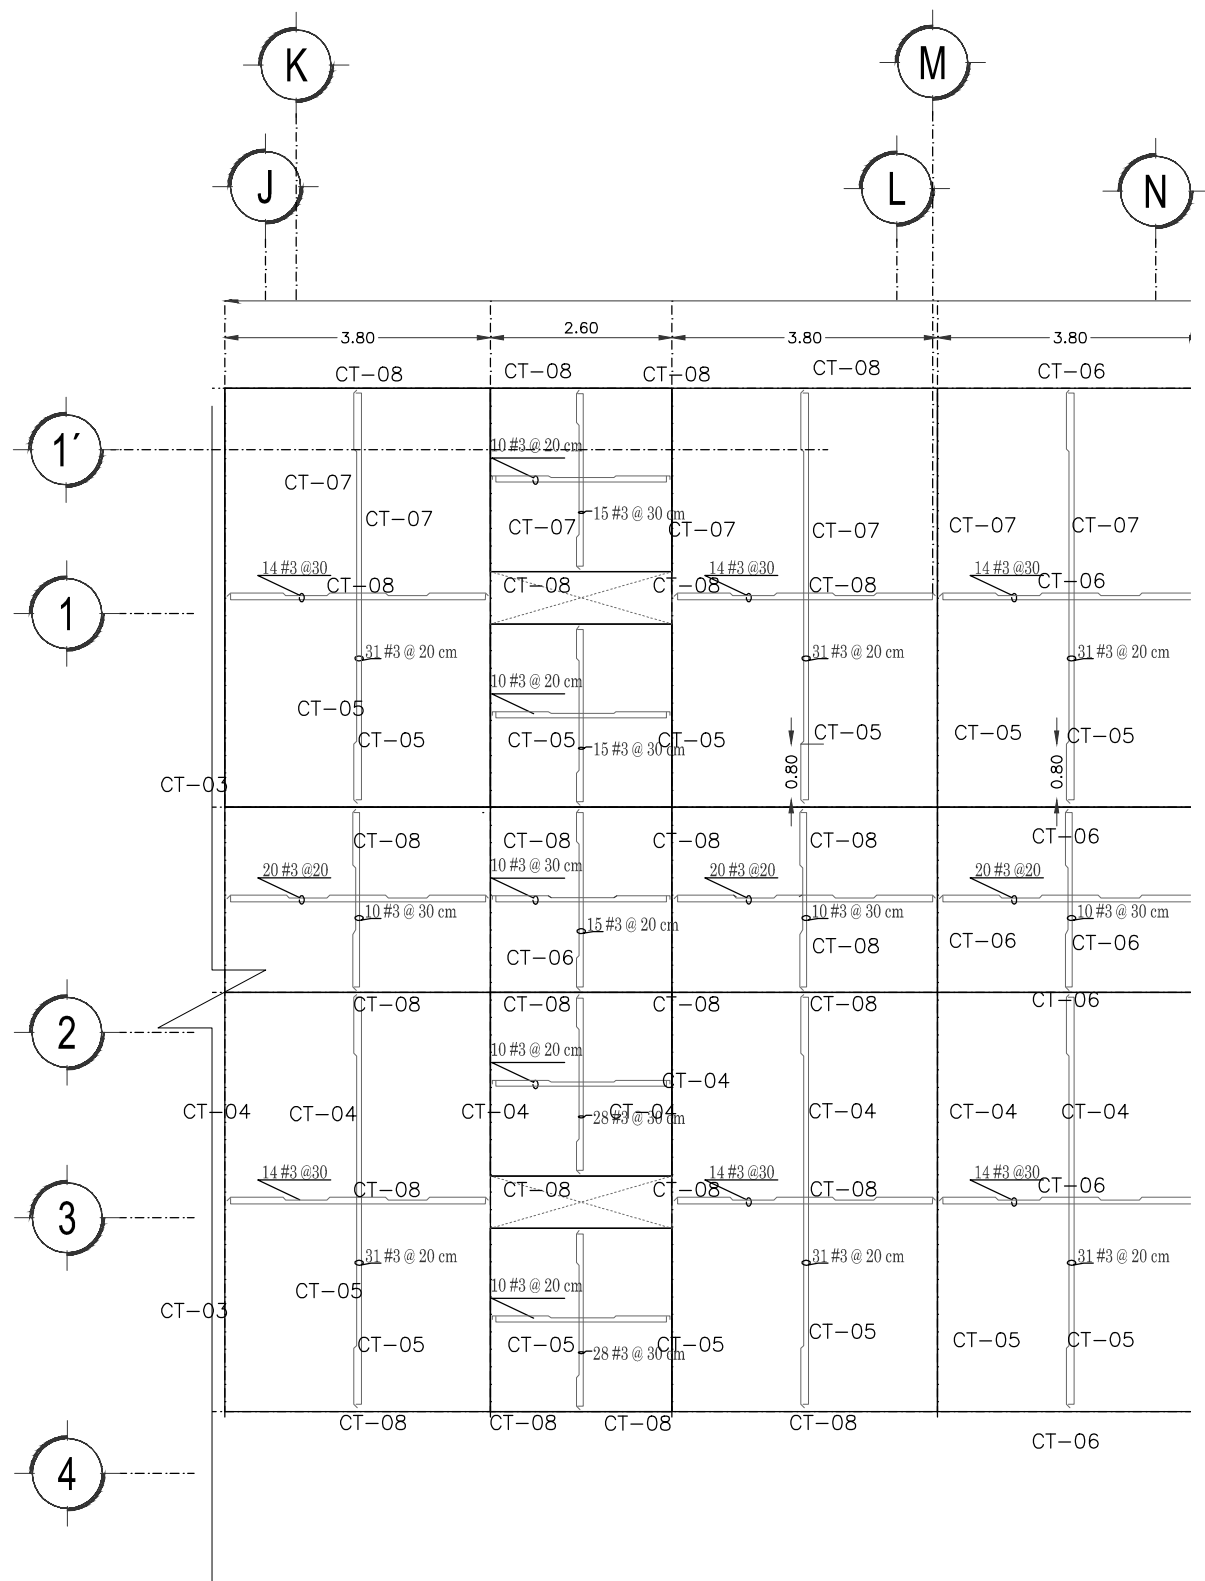 K
M
J
L
N
3.80
2.60
3.80
3.80
CT-08
CT-08
CT-08
CT-08
CT-06
1´
10 #3 @ 20 cm
CT-07
15 #3 @ 30 cm
CT-07
CT-07
CT-07
CT-07
CT-07
CT-07
14 #3 @30
CT-08
CT-08
CT-08
14 #3 @30
CT-08
14 #3 @30
CT-06
1
31 #3 @ 20 cm
31 #3 @ 20 cm
31 #3 @ 20 cm
10 #3 @ 20 cm
CT-05
CT-05
CT-05
15 #3 @ 30 cm
CT-05
CT-05
CT-05
CT-05
0.80
0.80
CT-03
CT-08
CT-08
CT-08
CT-08
CT-06
20 #3 @20
10 #3 @ 30 cm
20 #3 @20
20 #3 @20
10 #3 @ 30 cm
15 #3 @ 20 cm
10 #3 @ 30 cm
10 #3 @ 30 cm
CT-06
CT-08
CT-06
CT-06
CT-08
CT-08
CT-08
CT-08
CT-06
2
10 #3 @ 20 cm
CT-04
CT-04
CT-04
CT-04
28 #3 @ 30 cm
CT-04
CT-04
CT-04
CT-04
14 #3 @30
CT-08
CT-08
CT-08
14 #3 @30
CT-08
14 #3 @30
CT-06
3
31 #3 @ 20 cm
31 #3 @ 20 cm
31 #3 @ 20 cm
10 #3 @ 20 cm
CT-05
CT-03
CT-05
CT-05
28 #3 @ 30 cm
CT-05
CT-05
CT-05
CT-05
CT-08
CT-08
CT-08
CT-08
CT-06
4